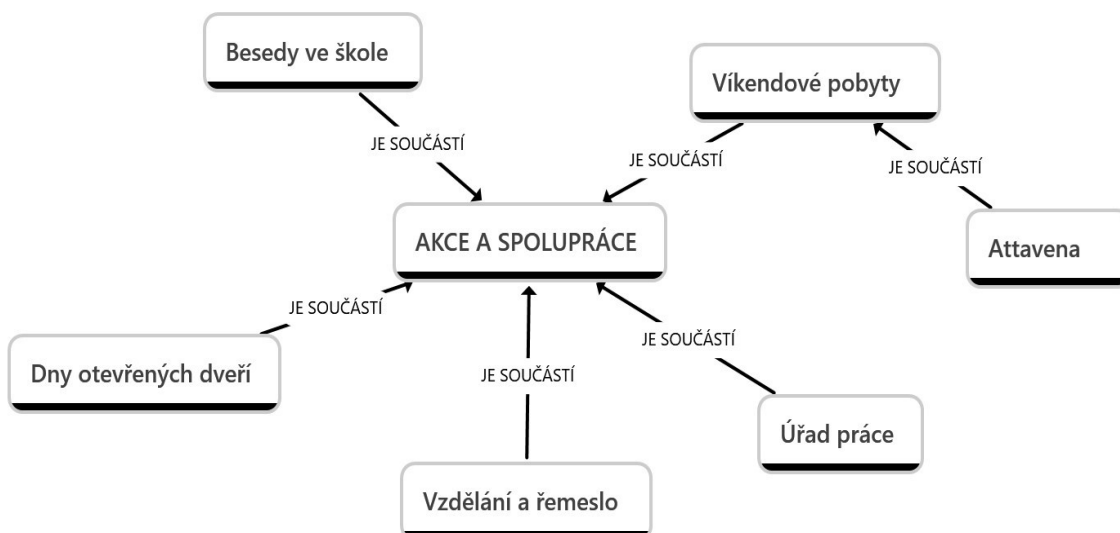 Besedy ve škole
Víkendové pobyty
JE SOUČÁSTÍ
JE SOUČÁSTÍ
JE SOUČÁSTÍ
AKCE A SPOLUPRÁCE
Attavena
JE SOUČÁSTÍ
JE SOUČÁSTÍ
JE SOUČÁSTÍ
Dny otevřených dveří
Úřad práce
Vzdělání a řemeslo